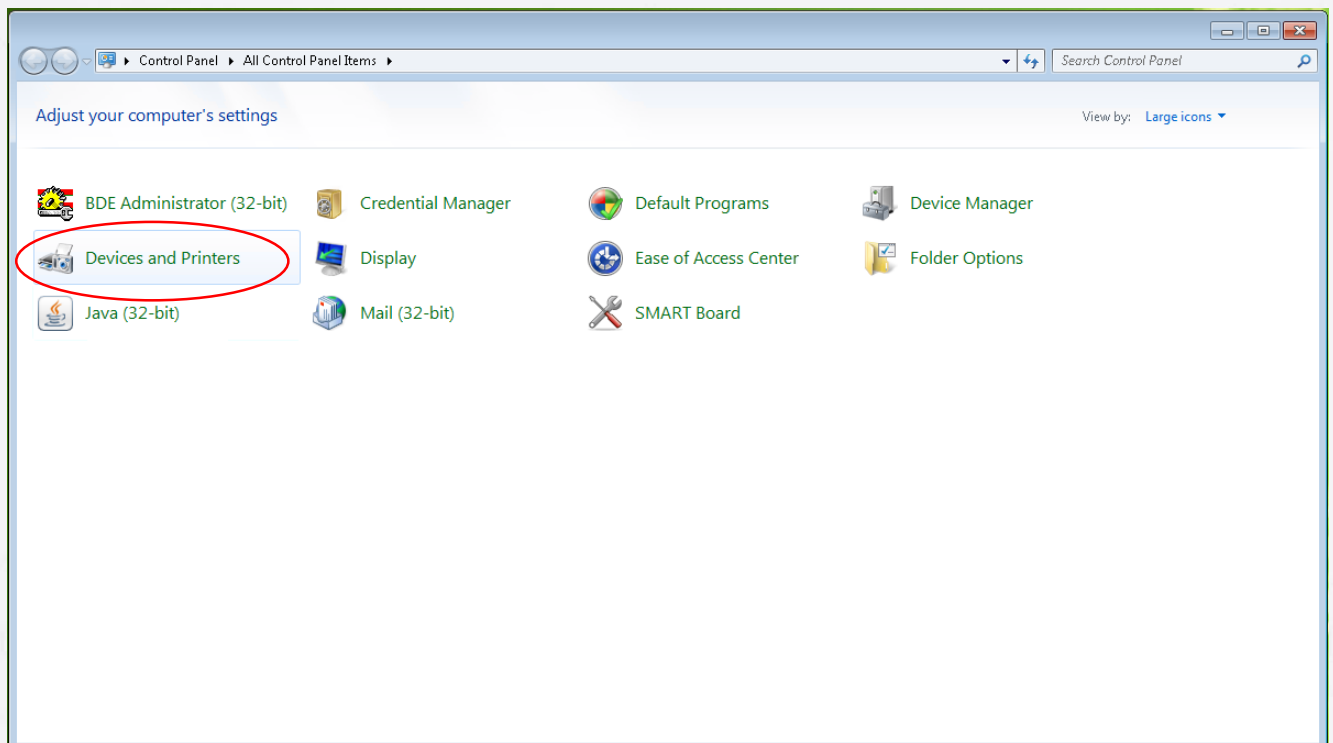 Control Panel All Control Panel Items Search Control Panel
Adjust your computer's settings View by: Large icons
BDE Administrator (32-bit) Credential Manager Default Programs Device Manager
Devices and Printers Display Ease of Access Center Folder Options
Java (32-bit) Mail (32-bit) SMART Board